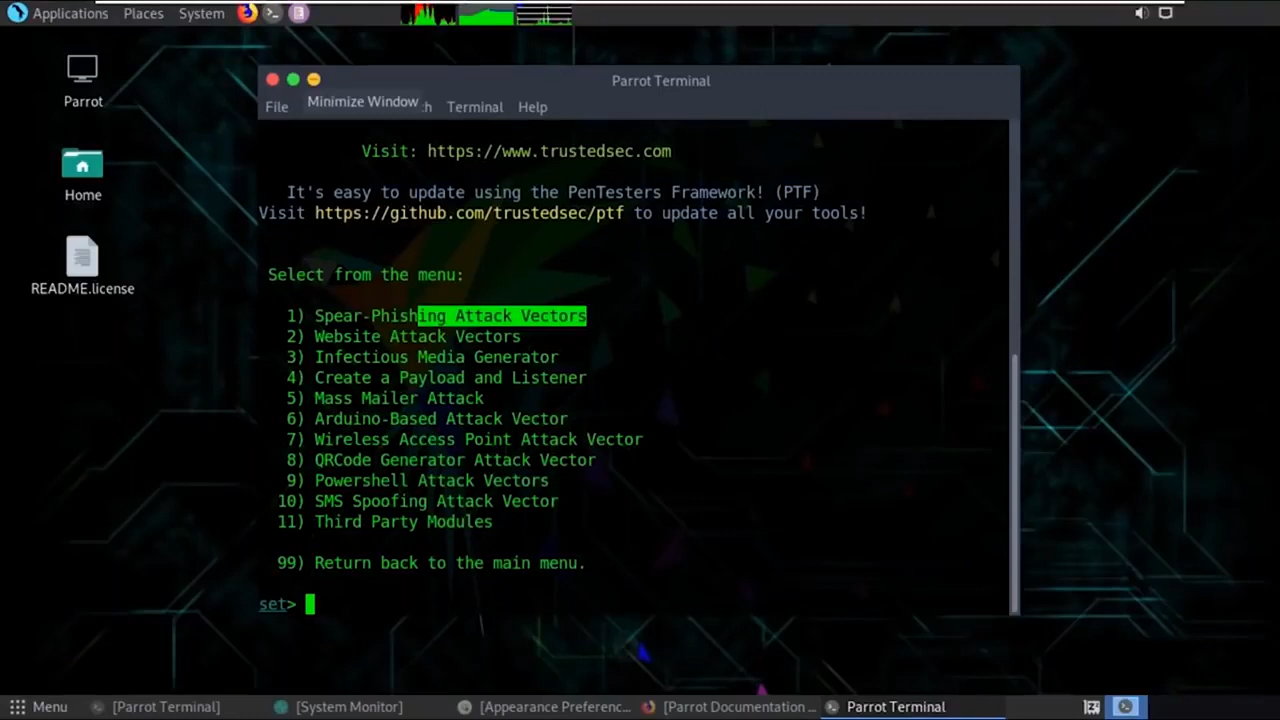 Applications Places System
Parrot Terminal
Minimize Window
File h Terminal Help
Parrot
Home
README.license
Visit: https://www.trustedsec.com
It's easy to update using the PenTesters Framework! (PTF)
Visit https://github.com/trustedsec/ptf to update all your tools!
Select from the menu:
1) Spear-Phishing Attack Vectors
2) Website Attack Vectors
3) Infectious Media Generator
4) Create a Payload and Listener
5) Mass Mailer Attack
6) Arduino-Based Attack Vector
7) Wireless Access Point Attack Vector
8) QRCode Generator Attack Vector
9) Powershell Attack Vectors
10) SMS Spoofing Attack Vector
11) Third Party Modules
99) Return back to the main menu.
set>
Menu [Parrot Terminal] [System Monitor] [Appearance Preferenc... [Parrot Documentation ... Parrot Terminal